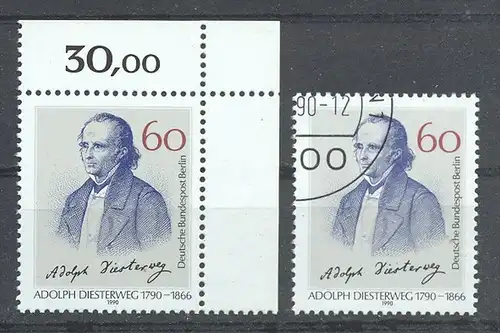 30,00
60
Deutsche Bundespost Berlin
Adolph Diesterweg
ADOLPH DIESTERWEG 1790–1866
1990
90-12
00
60
Deutsche Bundespost Berlin
Adolph Diesterweg
ADOLPH DIESTERWEG 1790–1866
1990